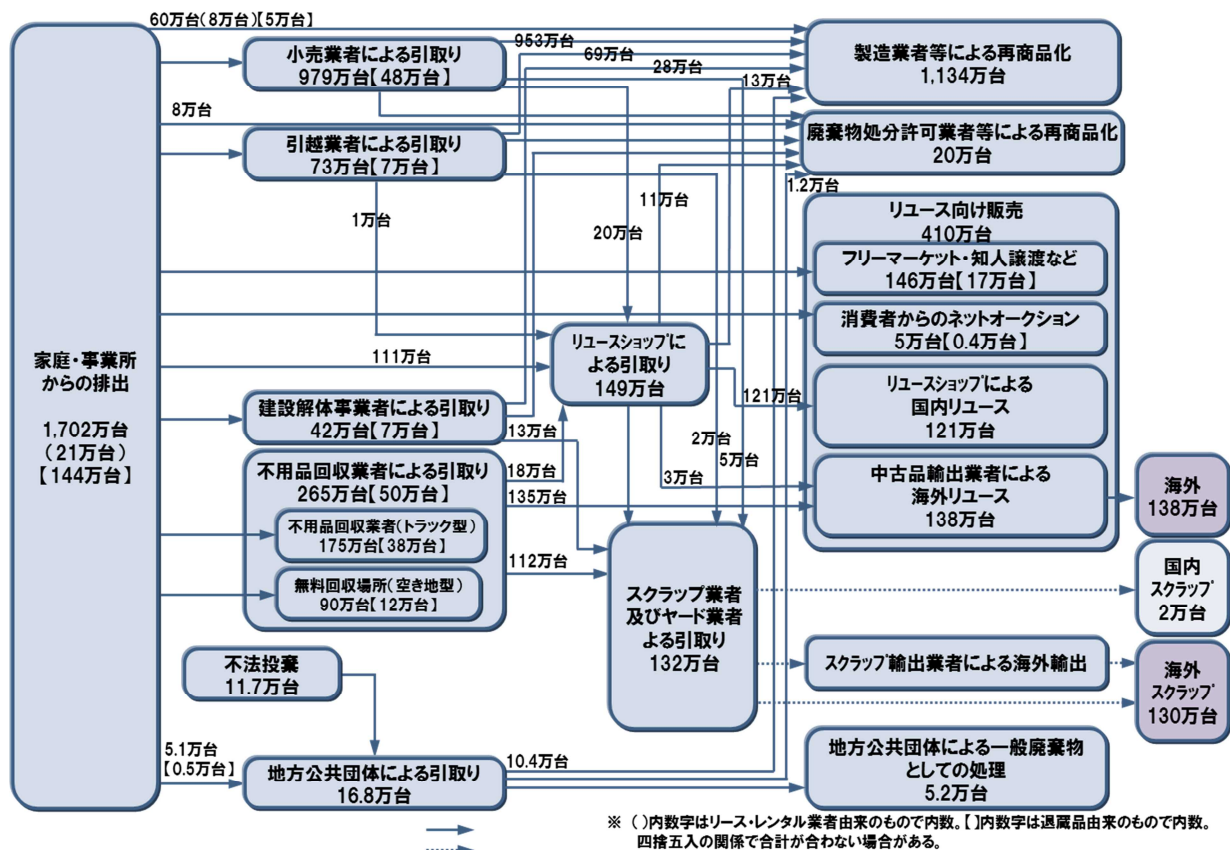 家庭・事業所
からの排出
1,702万台
(21万台)
【144万台】
60万台(8万台)【5万台】
小売業者による引取り
979万台【48万台】
953万台
69万台
28万台
13万台
製造業者等による再商品化
1,134万台
8万台
引越業者による引取り
73万台【7万台】
廃棄物処分許可業者等による再商品化
20万台
1.2万台
1万台
11万台
20万台
リユース向け販売
410万台
フリーマーケット・知人譲渡など
146万台【17万台】
消費者からのネットオークション
5万台【0.4万台】
リユースショップに
よる引取り
149万台
111万台
121万台
リユースショップによる
国内リユース
121万台
建設解体事業者による引取り
42万台【7万台】
13万台
2万台
5万台
3万台
不用品回収業者による引取り
265万台【50万台】
18万台
135万台
中古品輸出業者による
海外リユース
138万台
海外
138万台
不用品回収業者(トラック型)
175万台【38万台】
無料回収場所(空き地型)
90万台【12万台】
112万台
スクラップ業者
及びヤード業者
よる引取り
132万台
国内
スクラップ
2万台
スクラップ輸出業者による海外輸出
海外
スクラップ
130万台
不法投棄
11.7万台
5.1万台
【0.5万台】
地方公共団体による引取り
16.8万台
10.4万台
地方公共団体による一般廃棄物
としての処理
5.2万台
※ ( )内数字はリース・レンタル業者由来のもので内数。【 】内数字は退蔵品由来のもので内数。
四捨五入の関係で合計が合わない場合がある。